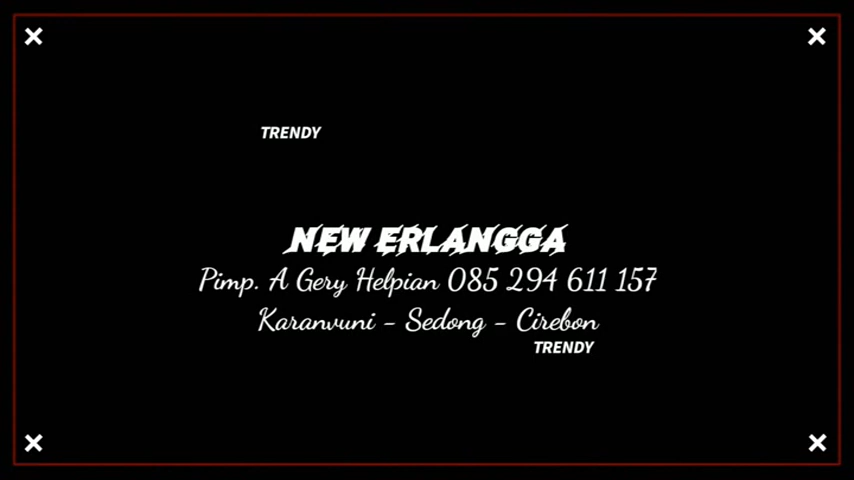 TRENDY
NEW ERLANGGA
Pimp. A Gery Helpian 085 294 611 157
Karanvuni - Sedong - Cirebon
TRENDY